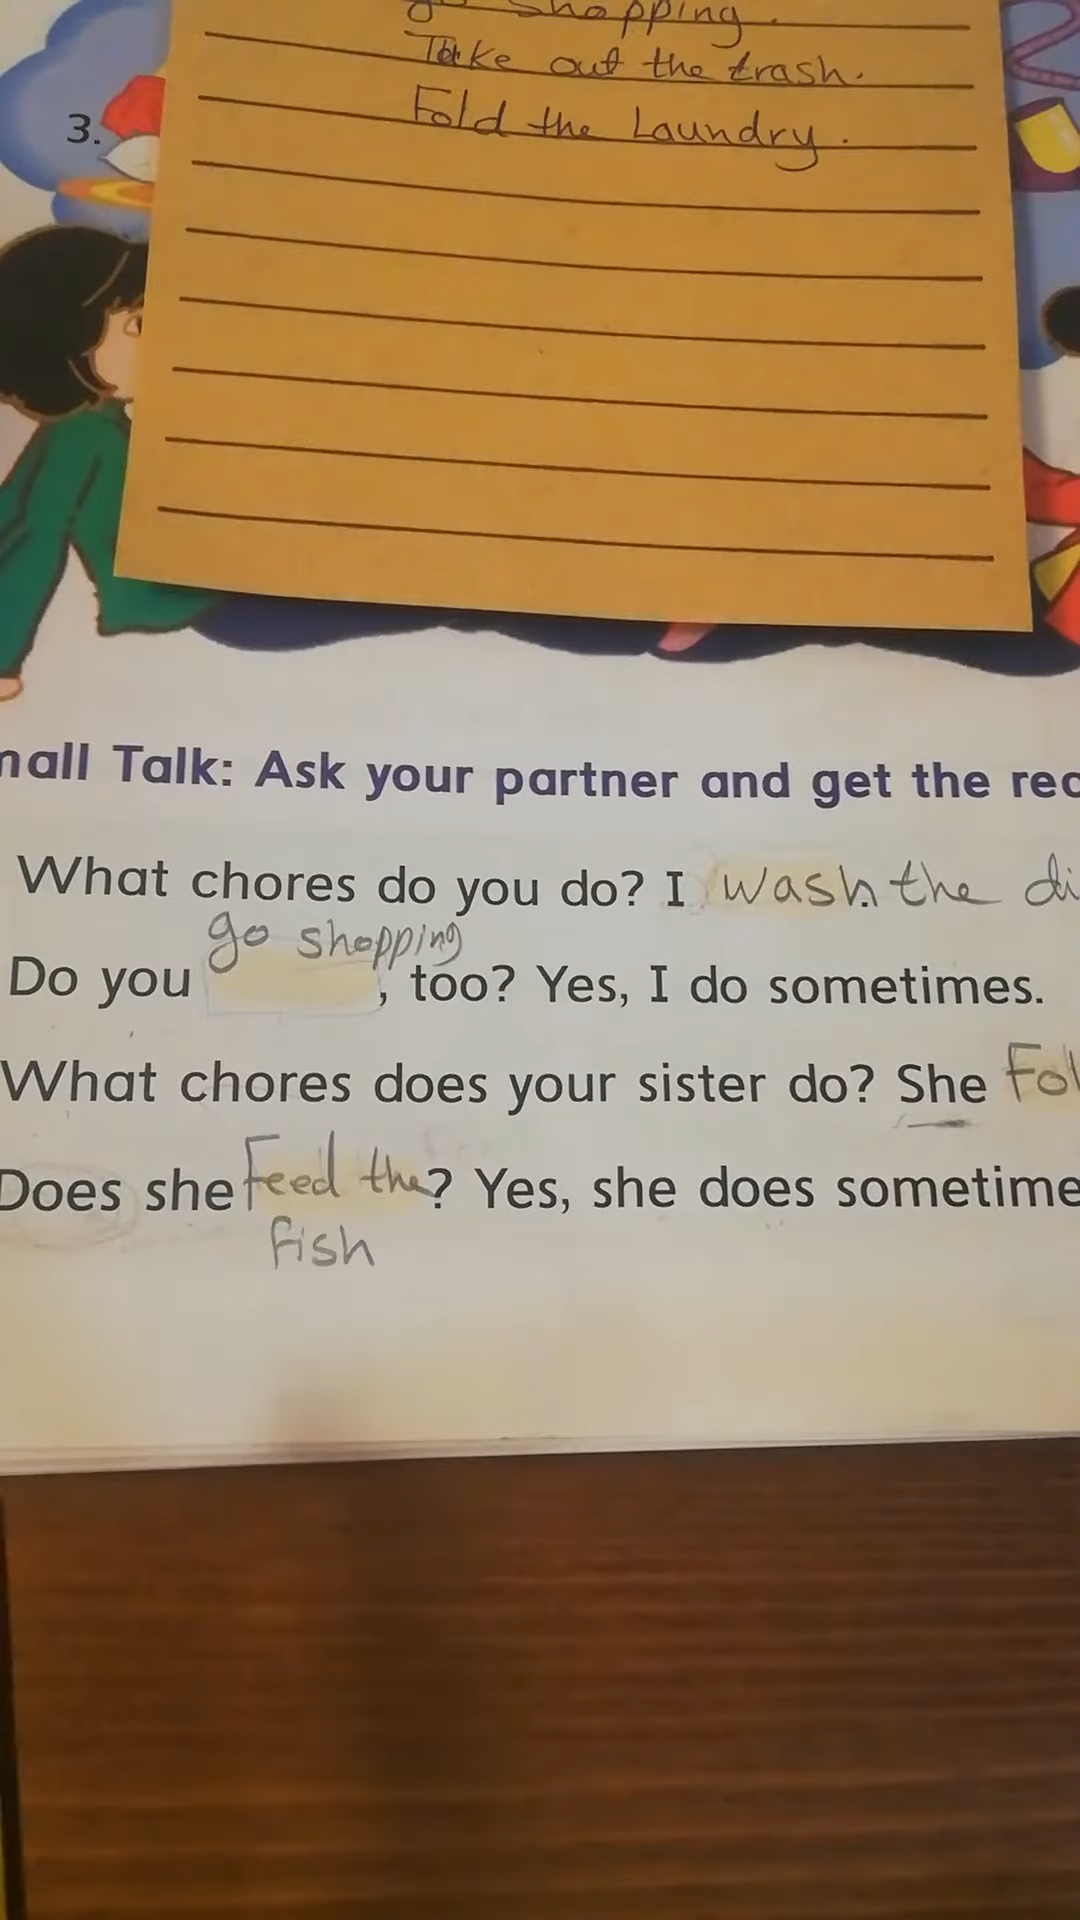 go shopping.
Take out the trash.
3.
Fold the Laundry.
Talk: Ask your partner and get the
What chores do you do? I wash the
go shopping
Do you , too? Yes, I do sometimes.
What chores does your sister do? She
Does she Feed the? Yes, she does sometime
fish